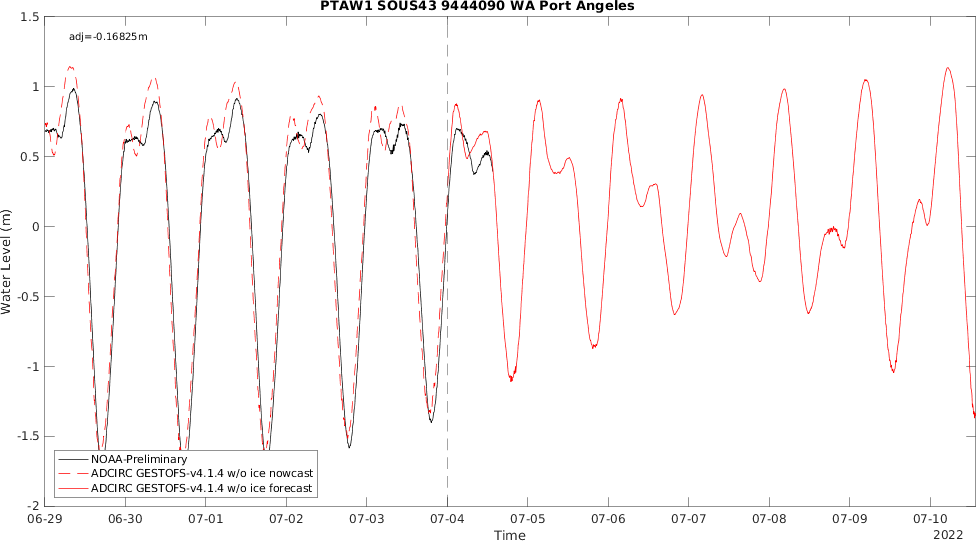 PTAW1 SOUS43 9444090 WA Port Angeles
adj=-0.16825m
1.5
1
0.5
0
-0.5
-1
-1.5
-2
Water Level (m)
NOAA-Preliminary
ADCIRC GESTOFS-v4.1.4 w/o ice nowcast
ADCIRC GESTOFS-v4.1.4 w/o ice forecast
06-29 06-30 07-01 07-02 07-03 07-04 07-05 07-06 07-07 07-08 07-09 07-10
Time
2022